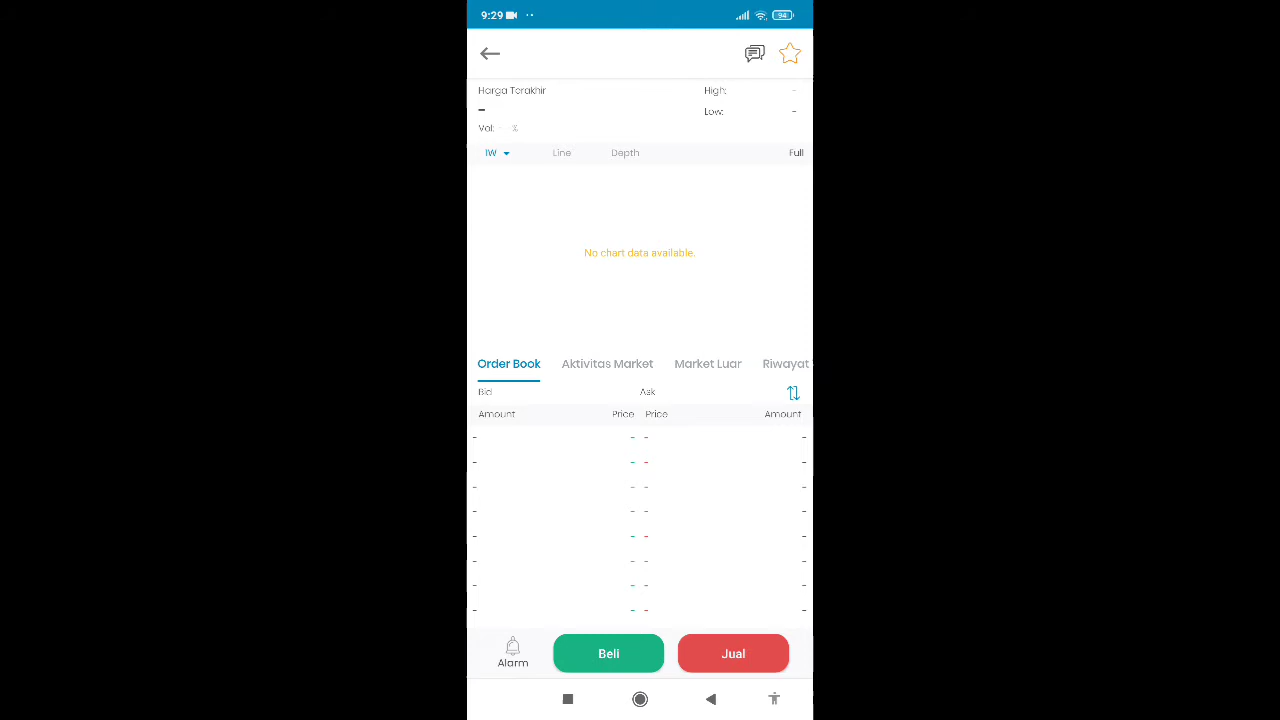 9:29
94
Harga Terakhir
High: -
-
Low: -
Vol: - %
1W Line Depth Full
No chart data available.
Order Book Aktivitas Market Market Luar Riwayat
Bid Ask
Amount Price Price Amount
- - - -
- - - -
- - - -
- - - -
- - - -
- - - -
- - - -
- - - -
Alarm Beli Jual